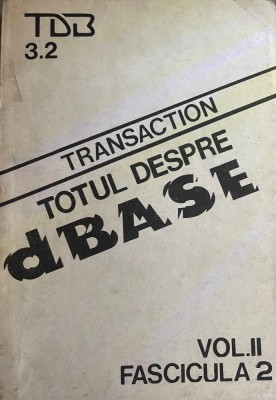 TDB
3.2
TRANSACTION
TOTUL DESPRE
dBASE
VOL.II
FASCICULA 2